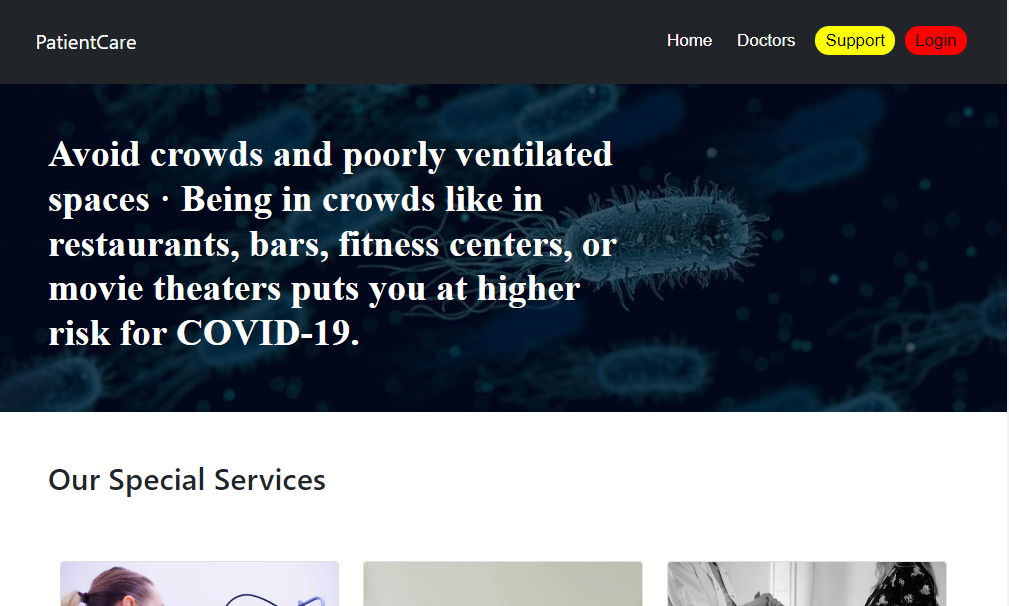 PatientCare
Home Doctors Support Login
Avoid crowds and poorly ventilated
spaces · Being in crowds like in
restaurants, bars, fitness centers, or
movie theaters puts you at higher
risk for COVID-19.
Our Special Services